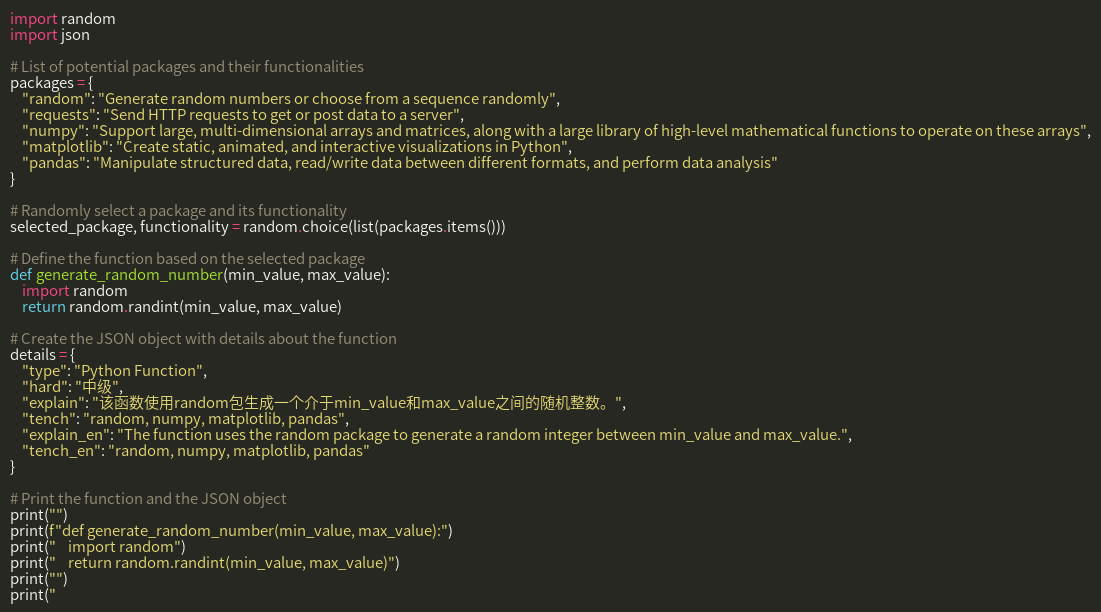 import random
import json
# List of potential packages and their functionalities
packages = {
    "random": "Generate random numbers or choose from a sequence randomly",
    "requests": "Send HTTP requests to get or post data to a server",
    "numpy": "Support large, multi-dimensional arrays and matrices, along with a large library of high-level mathematical functions to operate on these arrays",
    "matplotlib": "Create static, animated, and interactive visualizations in Python",
    "pandas": "Manipulate structured data, read/write data between different formats, and perform data analysis"
}
# Randomly select a package and its functionality
selected_package, functionality = random.choice(list(packages.items()))
# Define the function based on the selected package
def generate_random_number(min_value, max_value):
    import random
    return random.randint(min_value, max_value)
# Create the JSON object with details about the function
details = {
    "type": "Python Function",
    "hard": "中级",
    "explain": "该函数使用random包生成一个介于min_value和max_value之间的随机整数。",
    "tench": "random, numpy, matplotlib, pandas",
    "explain_en": "The function uses the random package to generate a random integer between min_value and max_value.",
    "tench_en": "random, numpy, matplotlib, pandas"
}
# Print the function and the JSON object
print("")
print(f"def generate_random_number(min_value, max_value):")
print("    import random")
print("    return random.randint(min_value, max_value)")
print("")
print("